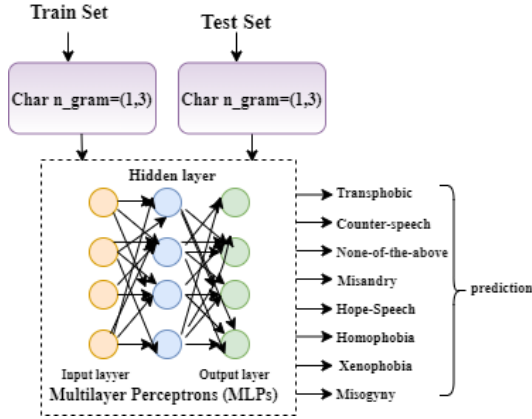 Train Set
Test Set
Char n_gram=(1,3)
Char n_gram=(1,3)
Hidden layer
Input layyer
Output layer
Multilayer Perceptrons (MLPs)
Transphobic
Counter-speech
None-of-the-above
Misandry
Hope-Speech
Homophobia
Xenophobia
Misogyny
prediction